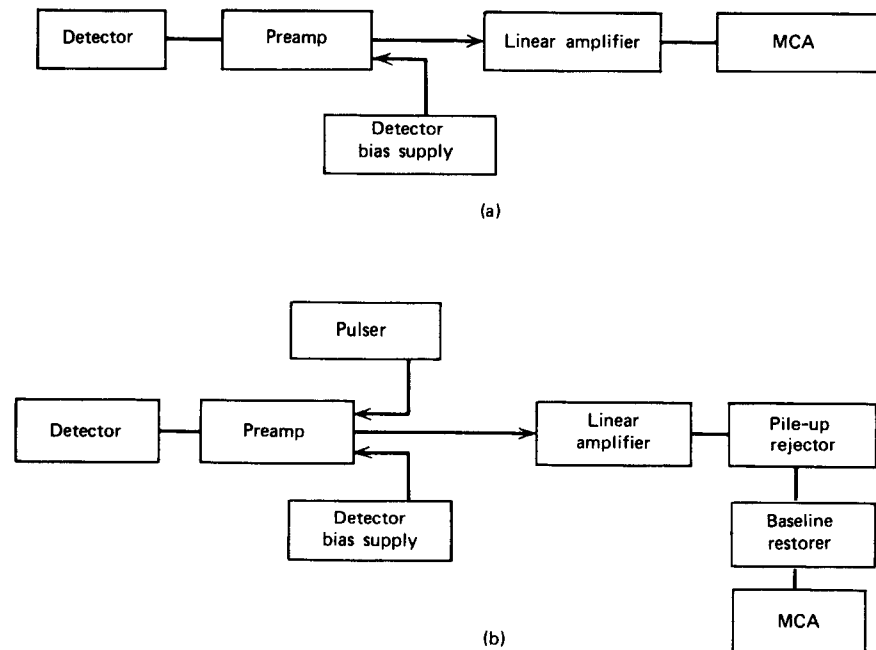 Detector
Preamp
Linear amplifier
MCA
Detector
bias supply
(a)
Pulser
Detector
Preamp
Linear
amplifier
Pile-up
rejector
Detector
bias supply
Baseline
restorer
MCA
(b)